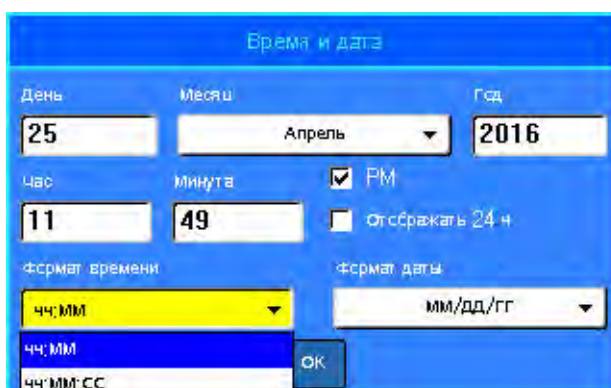 Время и дата
День Месяц Год
25 Апрель 2016
Час Минута PM
11 49 Отображать 24 ч
Формат времени Формат даты
чч:ММ ММ/ДД/ГГ
чч:ММ
OK
чч:ММ:СС